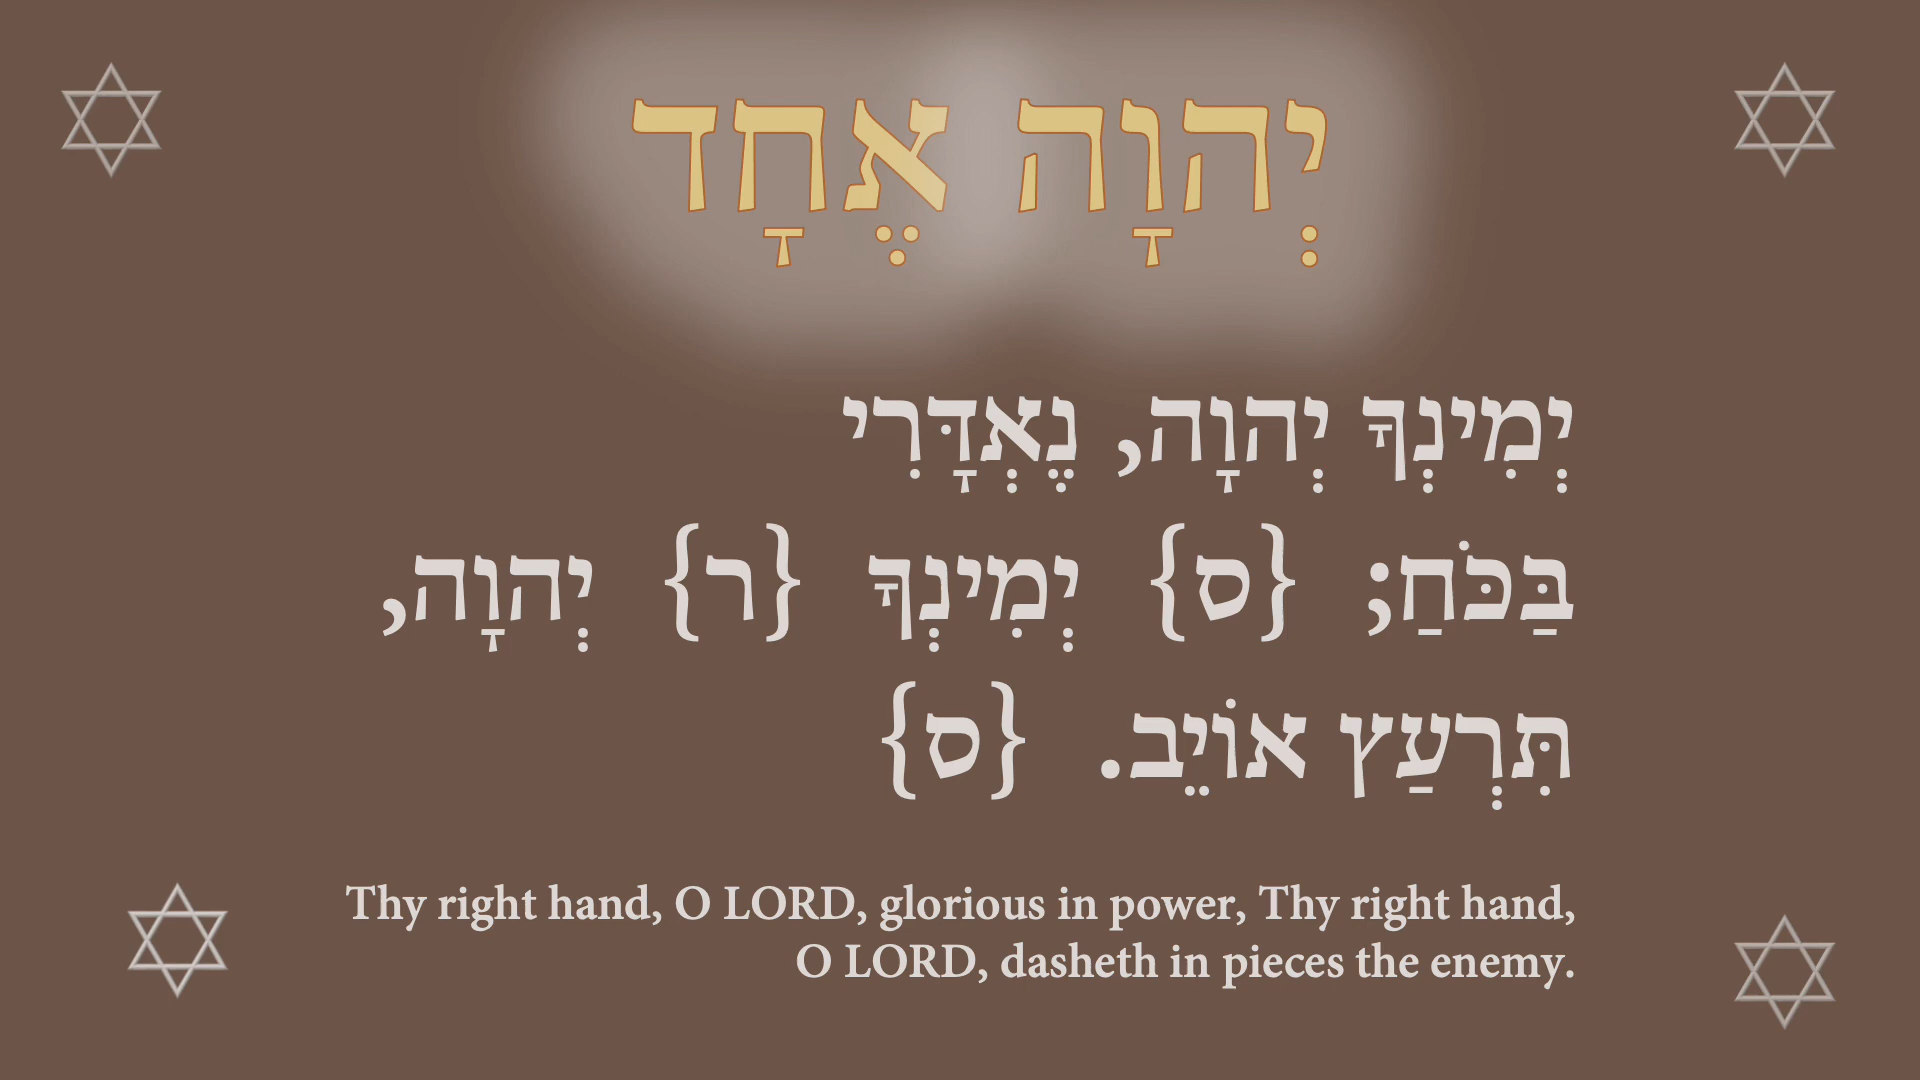 יְהוָה אֶחָד
יְמִינְךָ יְהוָה, נֶאְדָּרִי
בַּכֹּחַ; {ס} יְמִינְךָ {ר} יְהוָה,
תִּרְעַץ אוֹיֵב. {ס}
Thy right hand, O LORD, glorious in power, Thy right hand,
O LORD, dasheth in pieces the enemy.